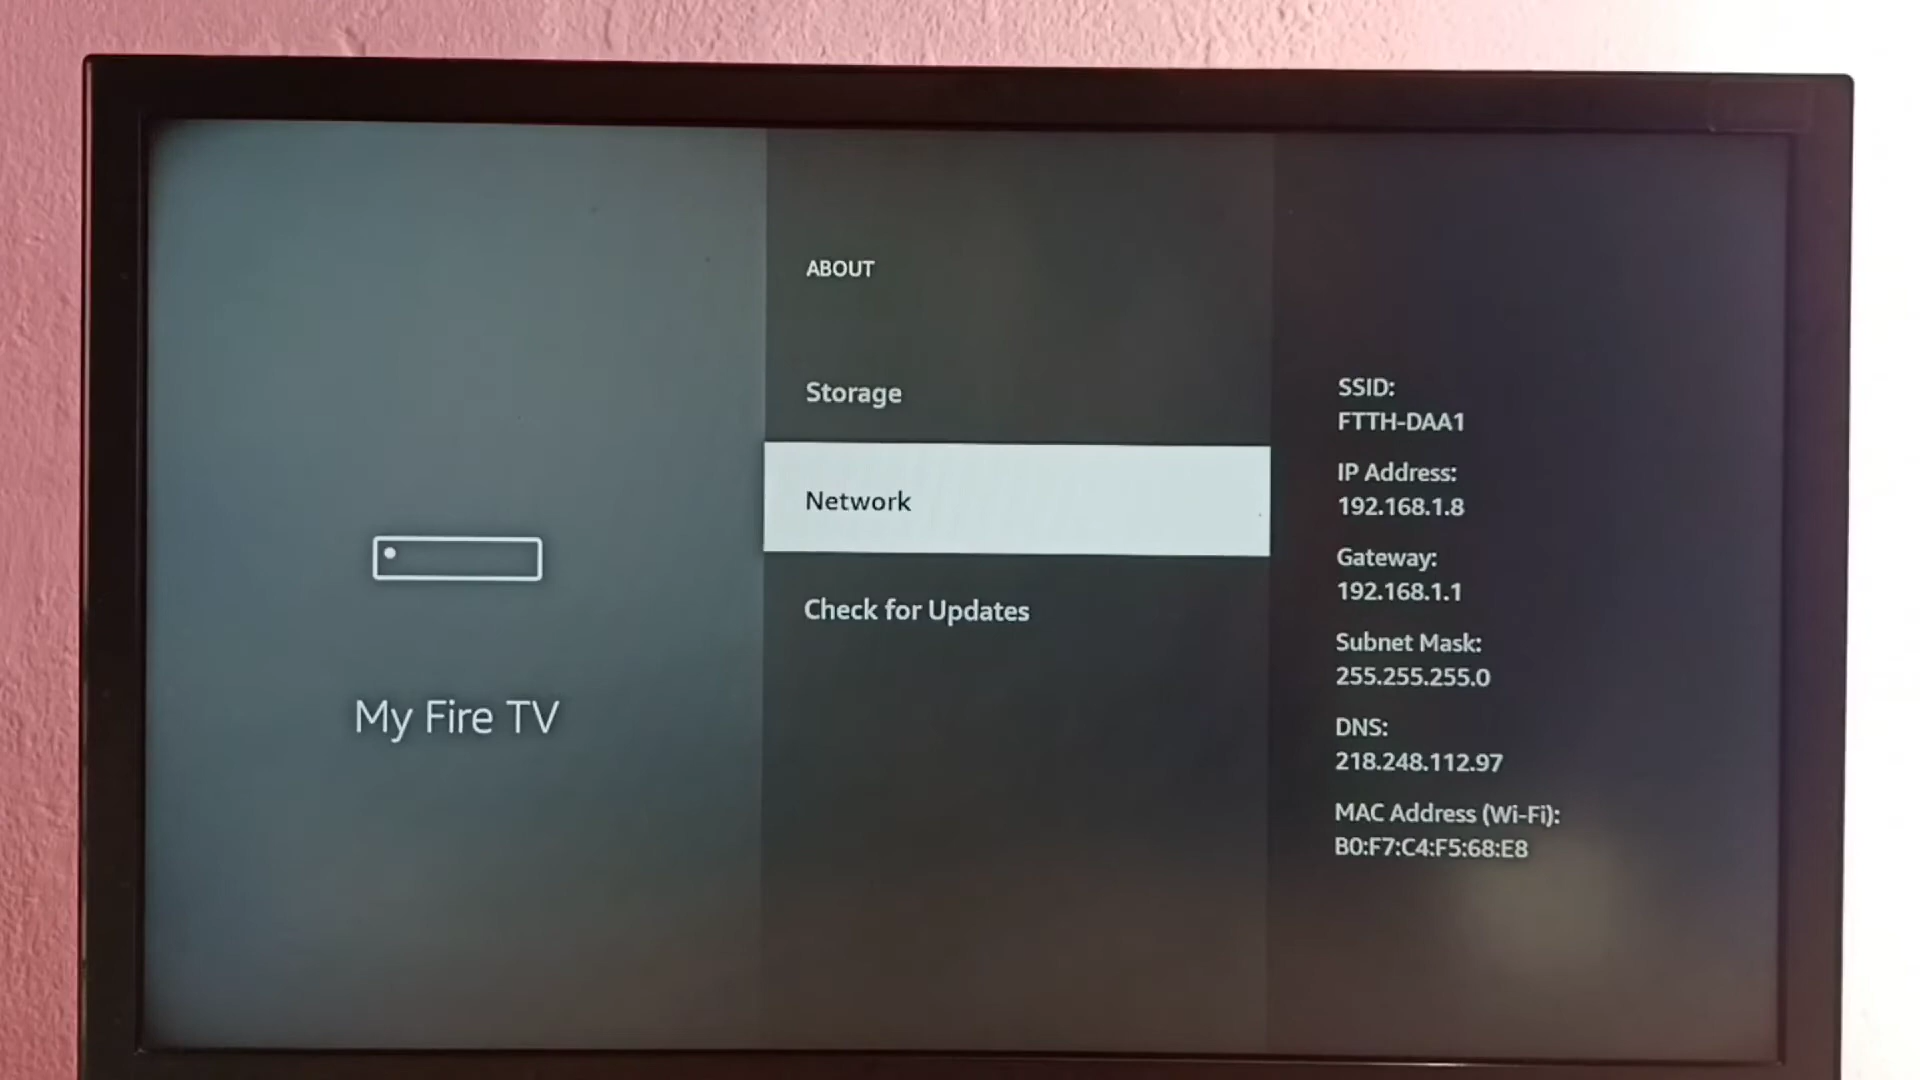 My Fire TV
ABOUT
Storage
Network
Check for Updates
SSID:
FTTH-DAA1
IP Address:
192.168.1.8
Gateway:
192.168.1.1
Subnet Mask:
255.255.255.0
DNS:
218.248.112.97
MAC Address (Wi-Fi):
B0:F7:C4:F5:68:E8